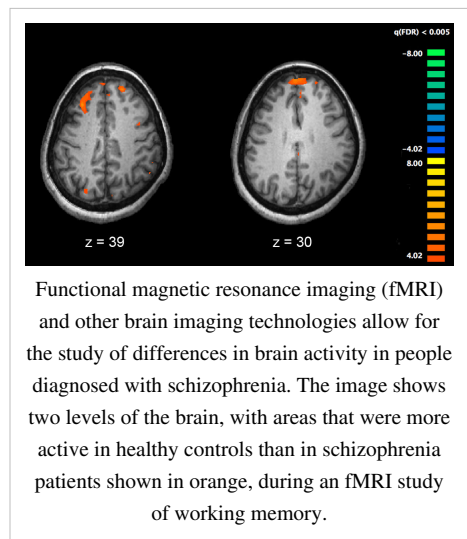 q(FDR) < 0.005
-8.00
-4.02
8.00
4.02
z = 39
z = 30
Functional magnetic resonance imaging (fMRI)
and other brain imaging technologies allow for
the study of differences in brain activity in people
diagnosed with schizophrenia. The image shows
two levels of the brain, with areas that were more
active in healthy controls than in schizophrenia
patients shown in orange, during an fMRI study
of working memory.